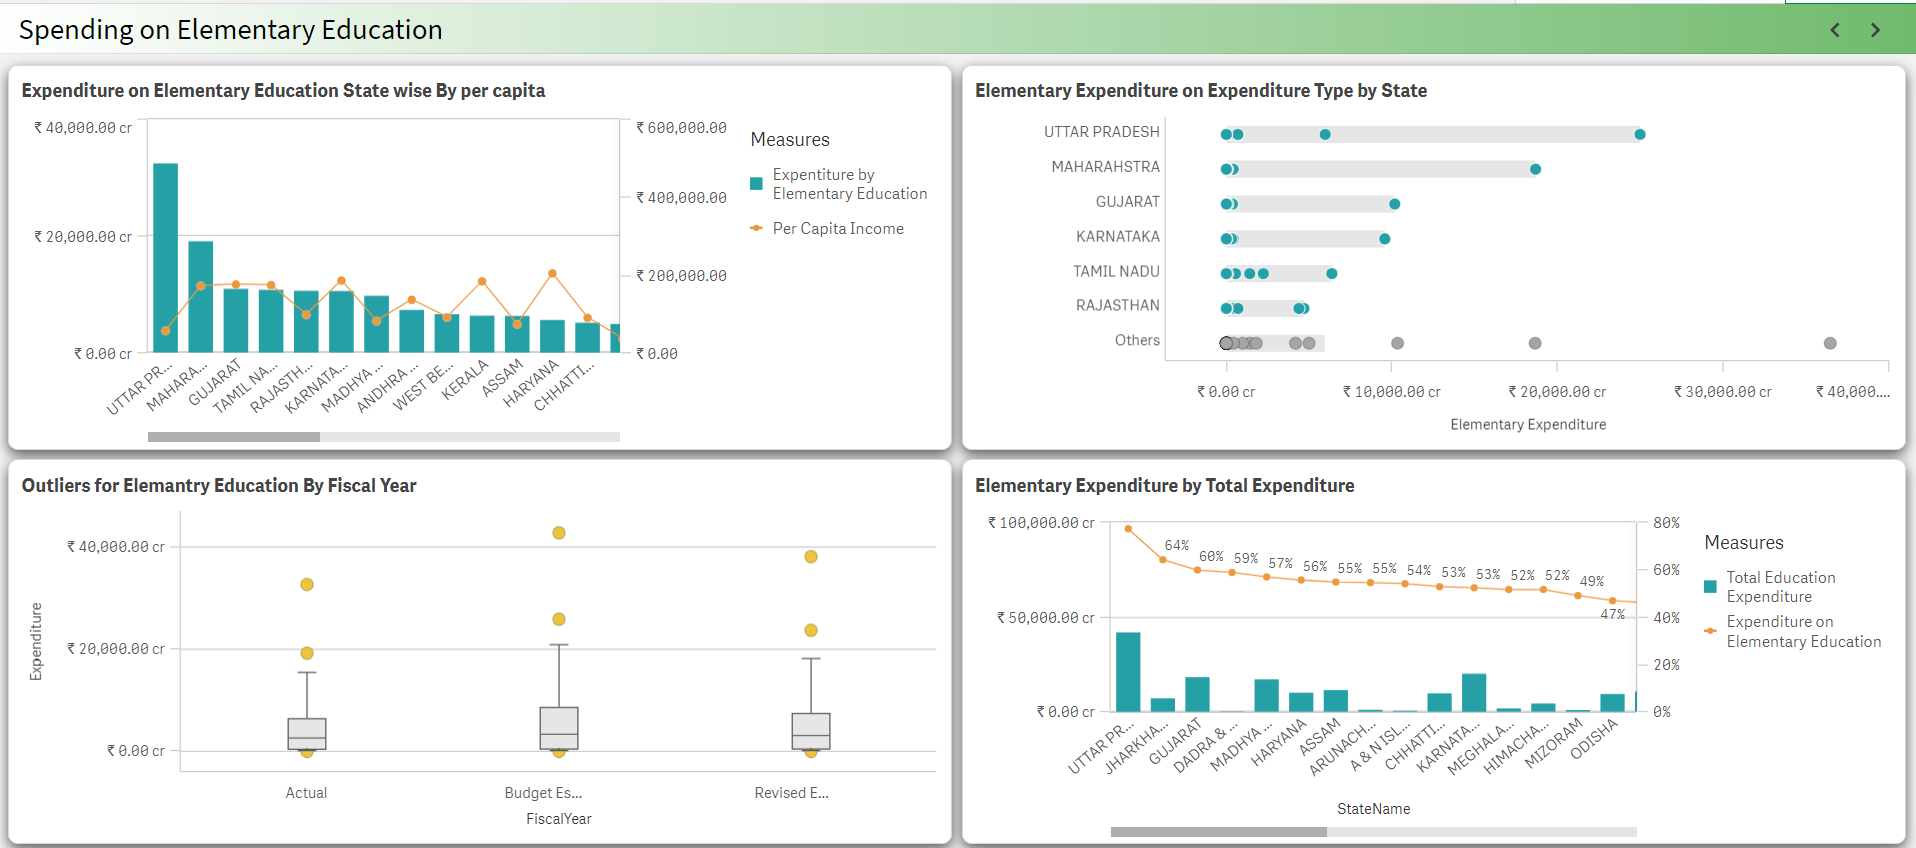 Spending on Elementary Education
Expenditure on Elementary Education State wise By per capita
₹ 40,000.00 cr
₹ 20,000.00 cr
₹ 0.00 cr
₹ 600,000.00
₹ 400,000.00
₹ 200,000.00
₹ 0.00
UTTAR PR...
MAHARA...
GUJARAT
TAMIL NA...
RAJASTH...
KARNATA...
MADHYA ...
ANDHRA ...
WEST BE...
KERALA
ASSAM
HARYANA
CHHATTI...
Measures
Expentiture by
Elementary Education
Per Capita Income
Elementary Expenditure on Expenditure Type by State
UTTAR PRADESH
MAHARAHSTRA
GUJARAT
KARNATAKA
TAMIL NADU
RAJASTHAN
Others
₹ 0.00 cr
₹ 10,000.00 cr
₹ 20,000.00 cr
₹ 30,000.00 cr
₹ 40,000....
Elementary Expenditure
Outliers for Elemantry Education By Fiscal Year
Expenditure
₹ 40,000.00 cr
₹ 20,000.00 cr
₹ 0.00 cr
Actual
Budget Es...
Revised E...
FiscalYear
Elementary Expenditure by Total Expenditure
₹ 100,000.00 cr
₹ 50,000.00 cr
₹ 0.00 cr
64%
60%
59%
57%
56%
55%
55%
54%
53%
53%
52%
52%
49%
47%
80%
60%
40%
20%
0%
UTTAR PR...
JHARKHA...
GUJARAT
DADRA & ...
MADHYA ...
HARYANA
ASSAM
ARUNACH...
A & N ISL...
CHHATTI...
KARNATA...
MEGHALA...
HIMACHA...
MIZORAM
ODISHA
StateName
Measures
Total Education
Expenditure
Expenditure on
Elementary Education